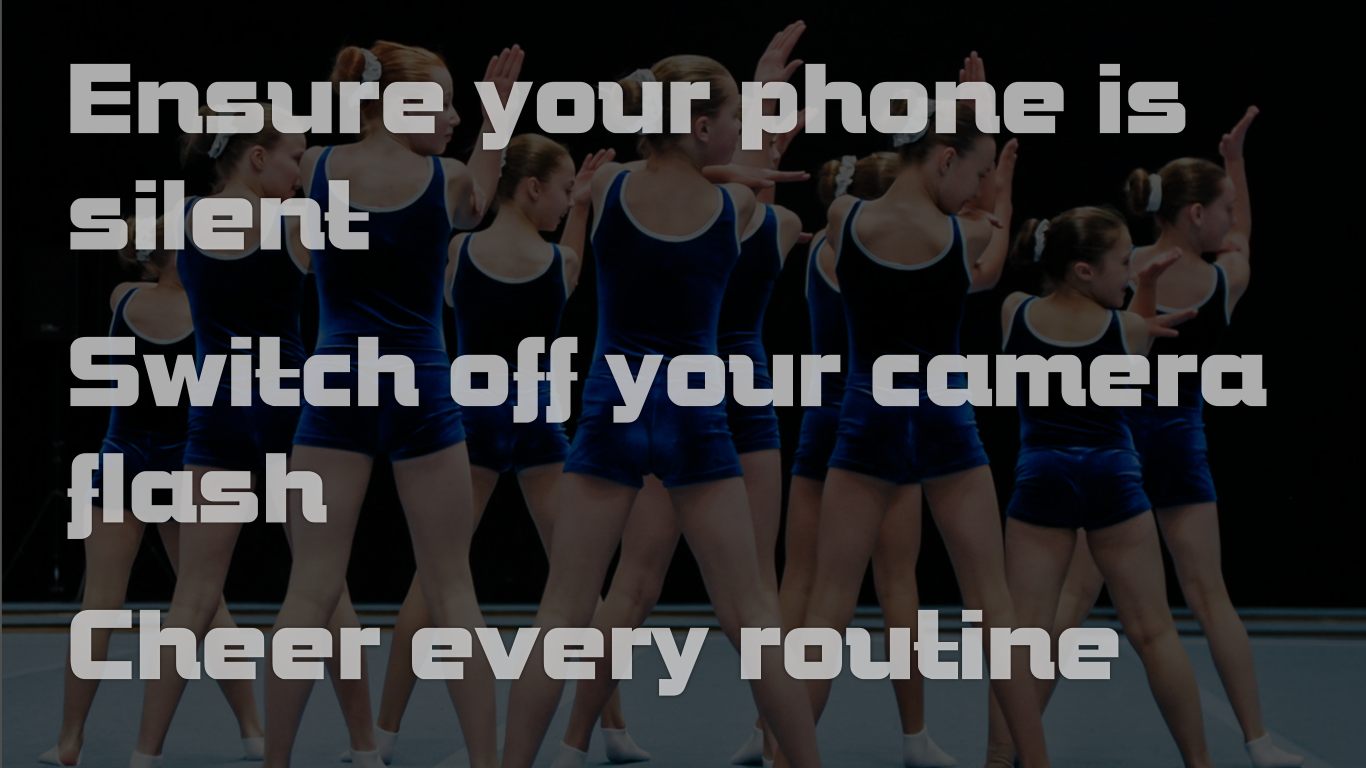 Ensure your phone is
silent
Switch off your camera
flash
Cheer every routine